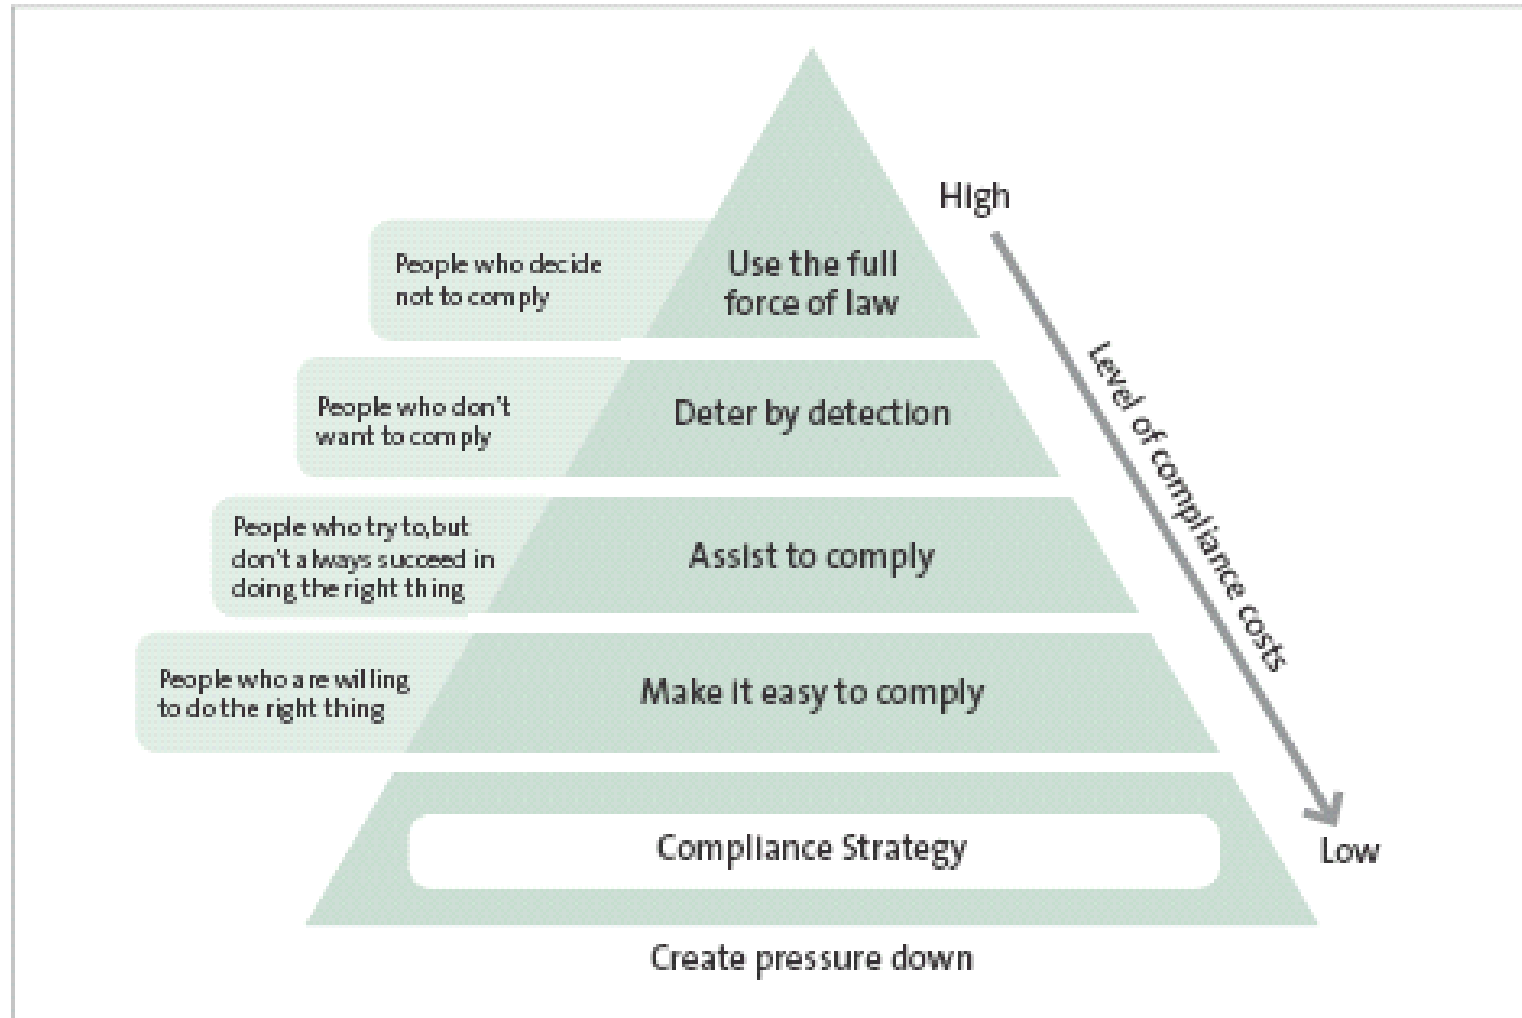 High
People who decide
not to comply
Use the full
force of law
People who don't
want to comply
Deter by detection
Level of compliance costs
People who try to, but
don't always succeed in
doing the right thing
Assist to comply
People who are willing
to do the right thing
Make it easy to comply
Compliance Strategy
Low
Create pressure down